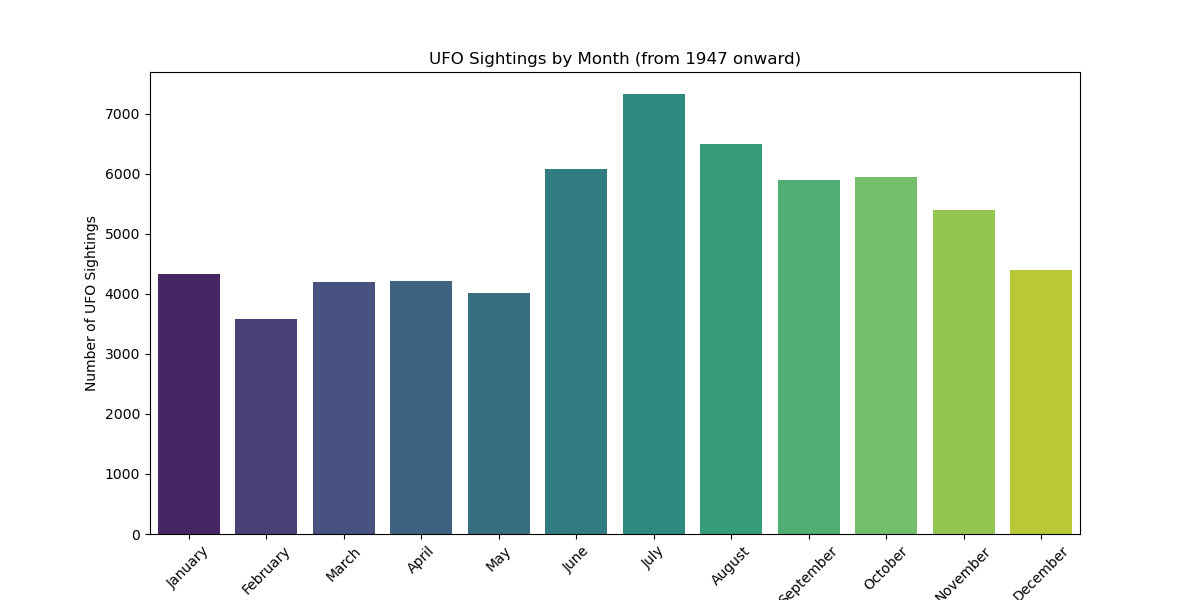 UFO Sightings by Month (from 1947 onward)
Number of UFO Sightings
7000
6000
5000
4000
3000
2000
1000
0
January
February
March
April
May
June
July
August
September
October
November
December